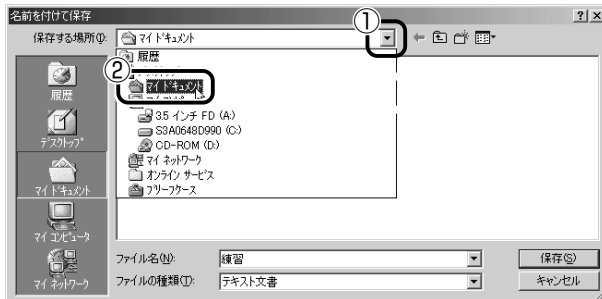 名前を付けて保存
①
保存する場所(I):
マイ ドキュメント
②
履歴
マイ ドキュメント
3.5 インチ FD (A:)
S3A0648D990 (C:)
CD-ROM (D:)
マイ ネットワーク
オンライン サービス
ブリーフケース
履歴
デスクトップ
マイ ドキュメント
マイ コンピュータ
マイ ネットワーク
ファイル名(N):
練習
保存(S)
ファイルの種類(T):
テキスト文書
キャンセル